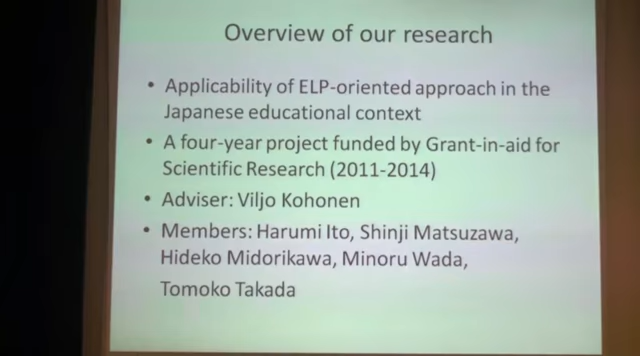 Overview of our research
• Applicability of ELP-oriented approach in the
Japanese educational context
• A four-year project funded by Grant-in-aid for
Scientific Research (2011-2014)
• Adviser: Viljo Kohonen
• Members: Harumi Ito, Shinji Matsuzawa,
Hideko Midorikawa, Minoru Wada,
Tomoko Takada